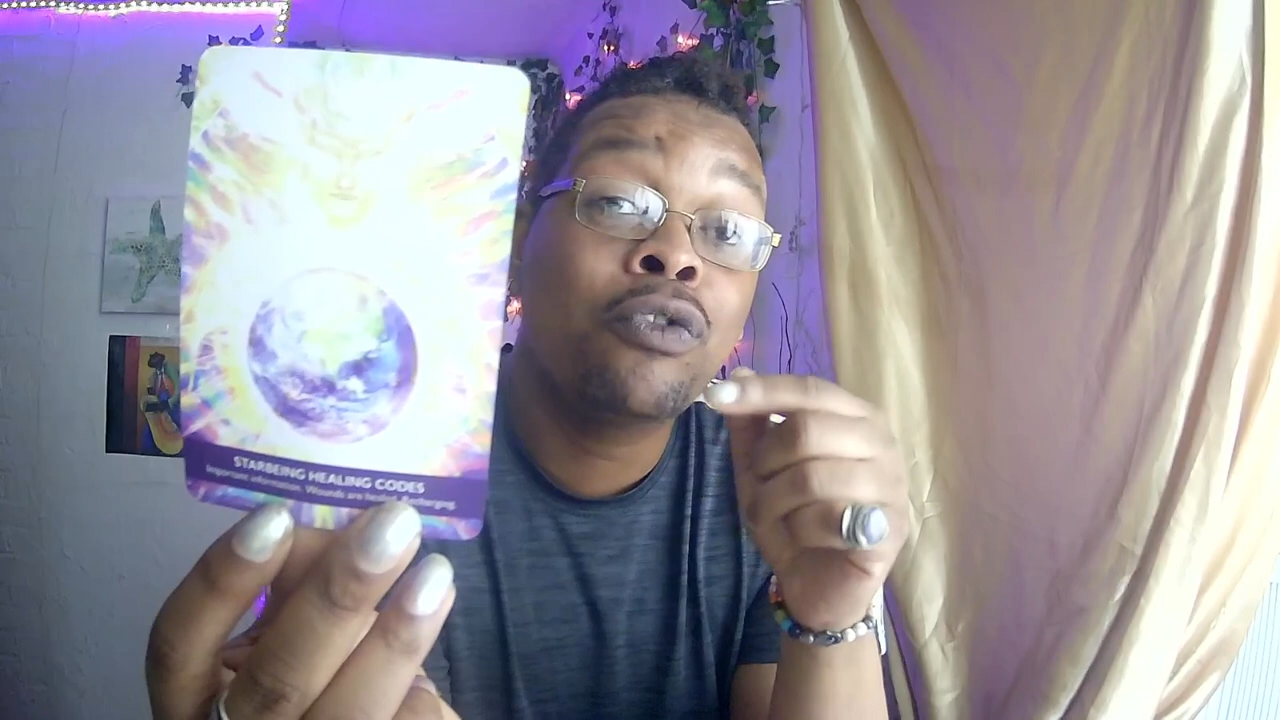 STARBEING HEALING CODES
Important information. Wounds are healed. Recharging.